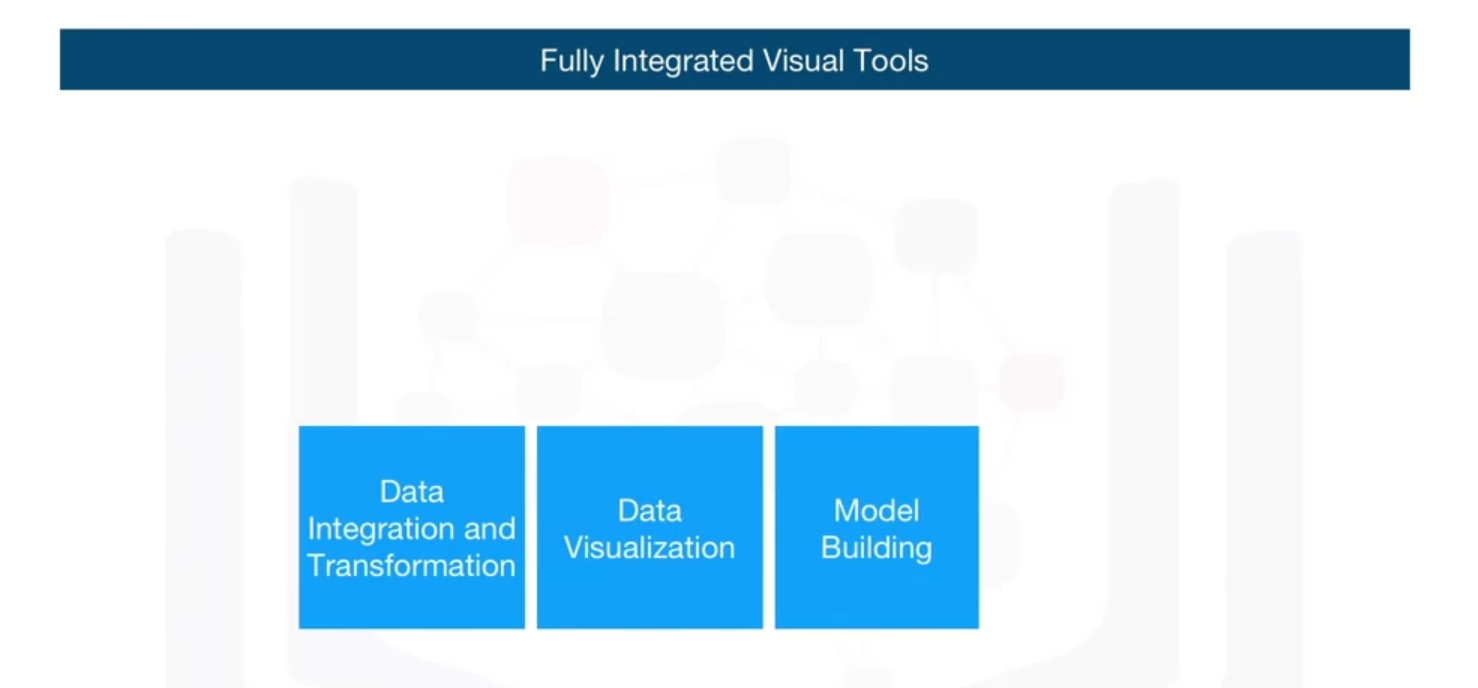 Fully Integrated Visual Tools
Data
Integration and
Transformation
Data
Visualization
Model
Building